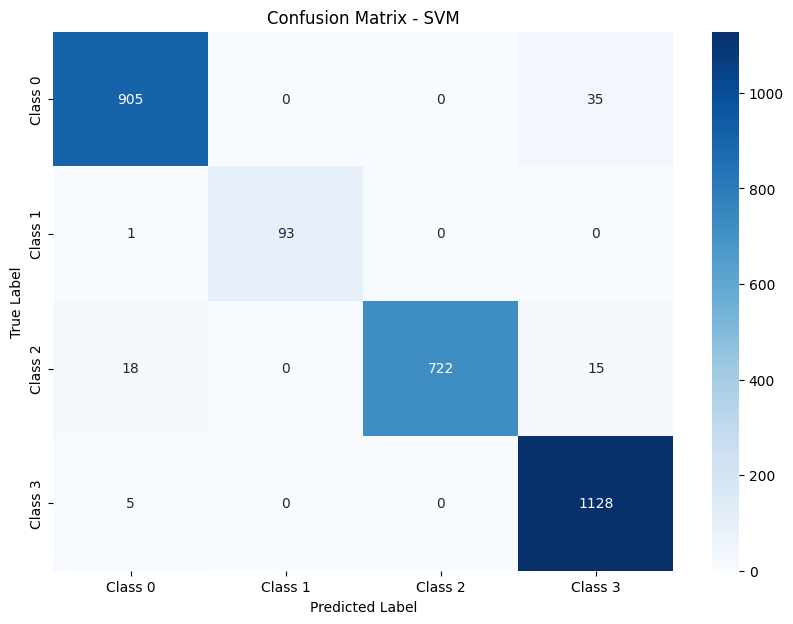 Confusion Matrix - SVM
Class 0
905 0 0 35
Class 1
1 93 0 0
Class 2
18 0 722 15
Class 3
5 0 0 1128
True Label
Class 0 Class 1 Class 2 Class 3
Predicted Label
1000
800
600
400
200
0